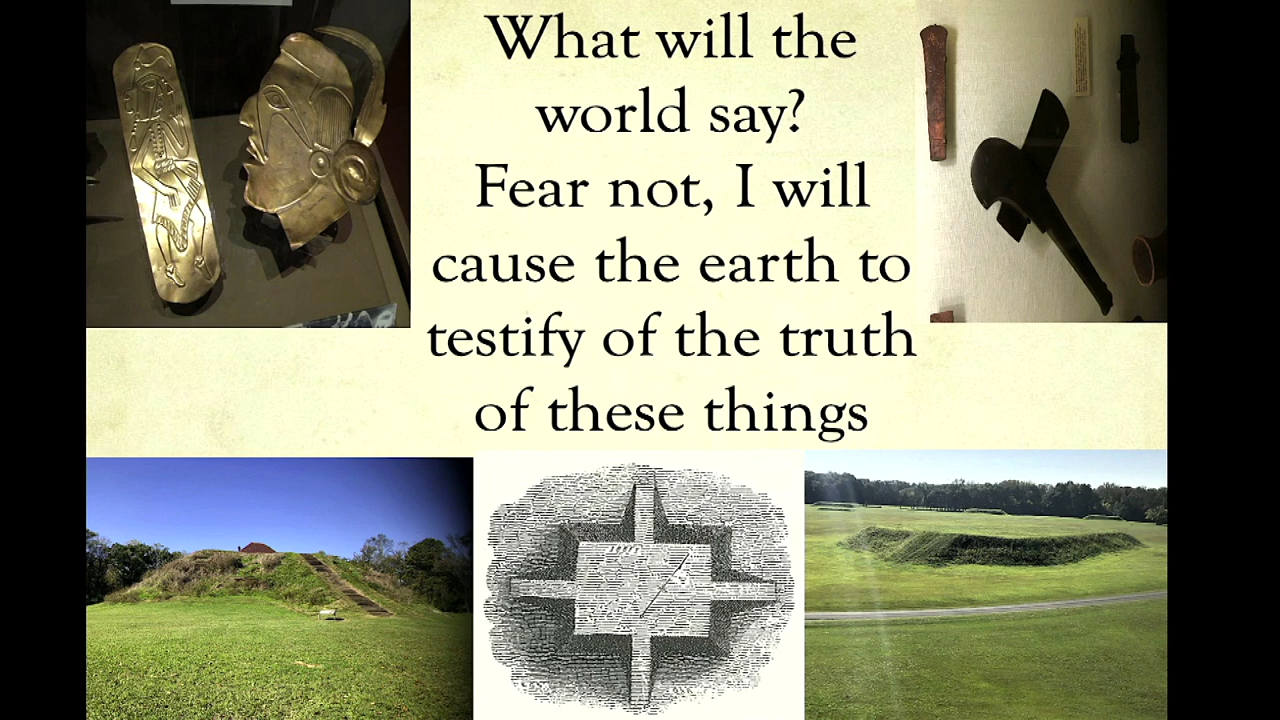 What will the
world say?
Fear not, I will
cause the earth to
testify of the truth
of these things